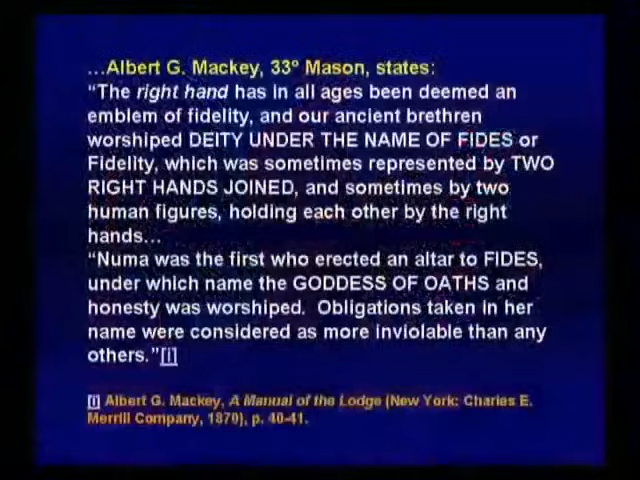 …Albert G. Mackey, 33º Mason, states:
“The right hand has in all ages been deemed an
emblem of fidelity, and our ancient brethren
worshiped DEITY UNDER THE NAME OF FIDES or
Fidelity, which was sometimes represented by TWO
RIGHT HANDS JOINED, and sometimes by two
human figures, holding each other by the right
hands…
“Numa was the first who erected an altar to FIDES,
under which name the GODDESS OF OATHS and
honesty was worshiped.  Obligations taken in her
name were considered as more inviolable than any
others.”[i]
[i] Albert G. Mackey, A Manual of the Lodge (New York: Charles E.
Merrill Company, 1870), p. 40-41.